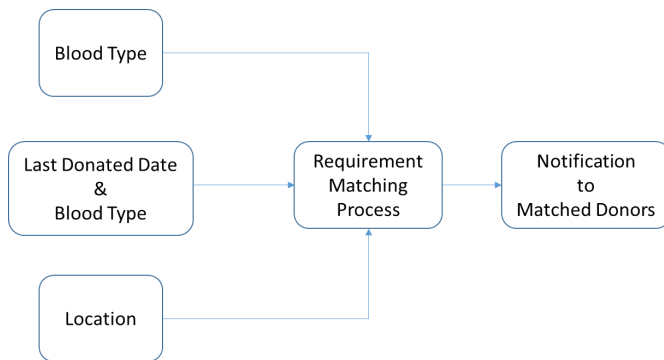 Blood Type
Last Donated Date
&
Blood Type
Location
Requirement
Matching
Process
Notification
to
Matched Donors